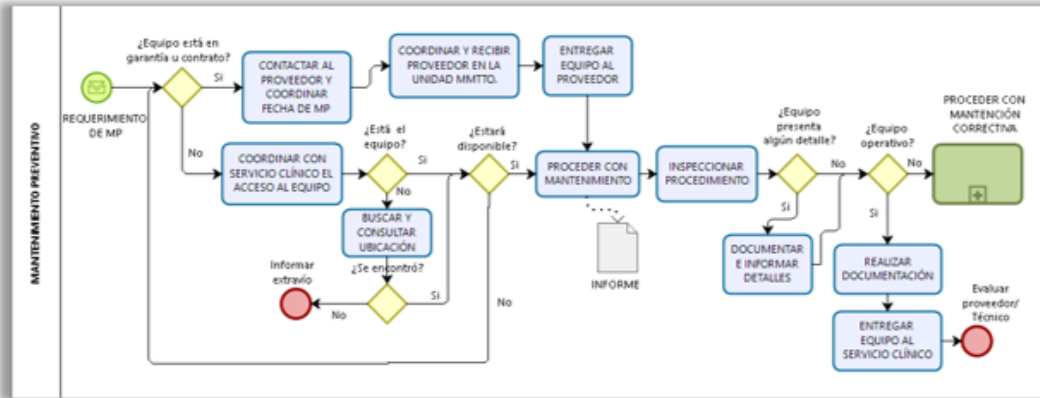 MANTENIMIENTO PREVENTIVO
REQUERIMIENTO
DE MP
¿Equipo está en
garantía u contrato?
Si
No
CONTACTAR AL
PROVEEDOR Y
COORDINAR
FECHA DE MP
COORDINAR Y RECIBIR
PROVEEDOR EN LA
UNIDAD MMTTO.
ENTREGAR
EQUIPO AL
PROVEEDOR
COORDINAR CON
SERVICIO CLÍNICO EL
ACCESO AL EQUIPO
¿Está el
equipo?
Si
No
BUSCAR Y
CONSULTAR
UBICACIÓN
¿Se encontró?
Si
No
Informar
extravío
¿Estará
disponible?
Si
No
PROCEDER CON
MANTENIMIENTO
INFORME
INSPECCIONAR
PROCEDIMIENTO
¿Equipo
presenta
algún detalle?
No
Si
DOCUMENTAR
E INFORMAR
DETALLES
¿Equipo
operativo?
No
Si
PROCEDER CON
MANTENCIÓN
CORRECTIVA
REALIZAR
DOCUMENTACIÓN
ENTREGAR
EQUIPO AL
SERVICIO CLÍNICO
Evaluar
proveedor/
Técnico